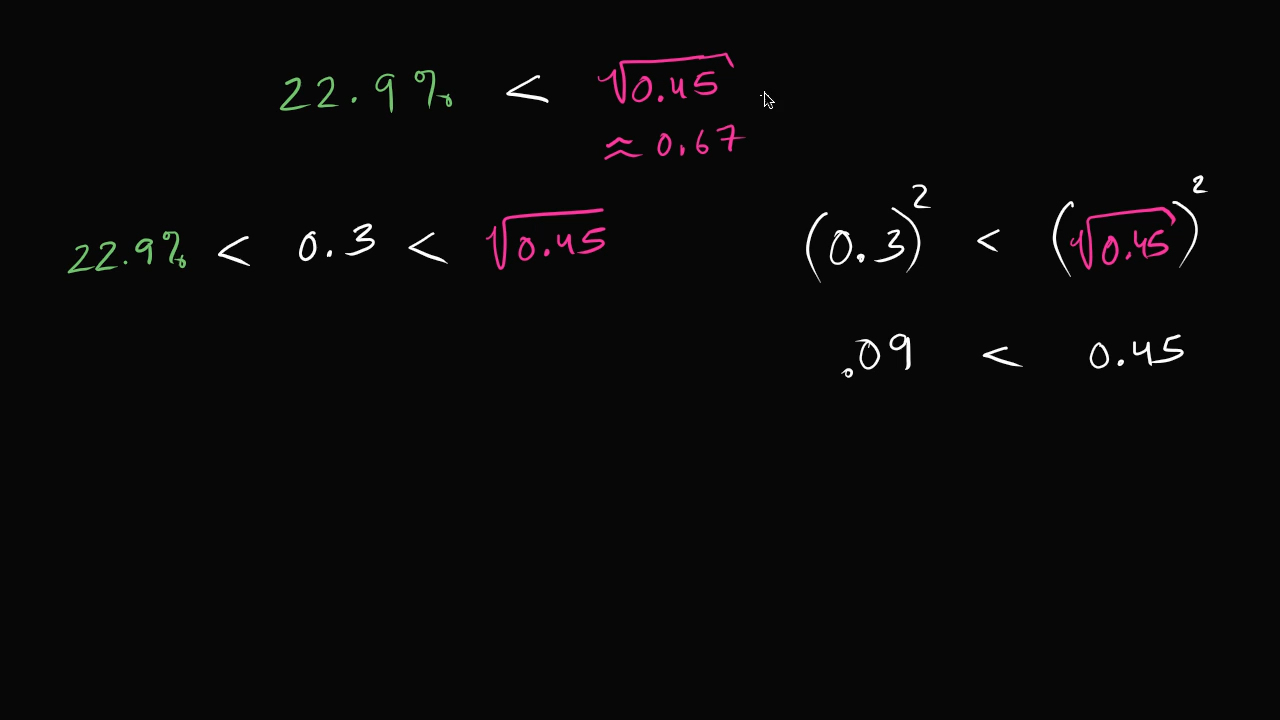 22.9% < √0.45
≈ 0.67
22.9% < 0.3 < √0.45
(0.3)² < (√0.45)²
.09 < 0.45